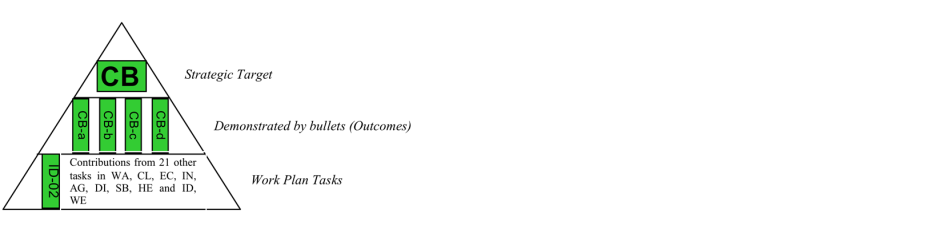 CB
Strategic Target
CB-a
CB-b
CB-c
CB-d
Demonstrated by bullets (Outcomes)
ID-02
Contributions from 21 other
tasks in WA, CL, EC, IN,
AG, DI, SB, HE and ID,
WE
Work Plan Tasks